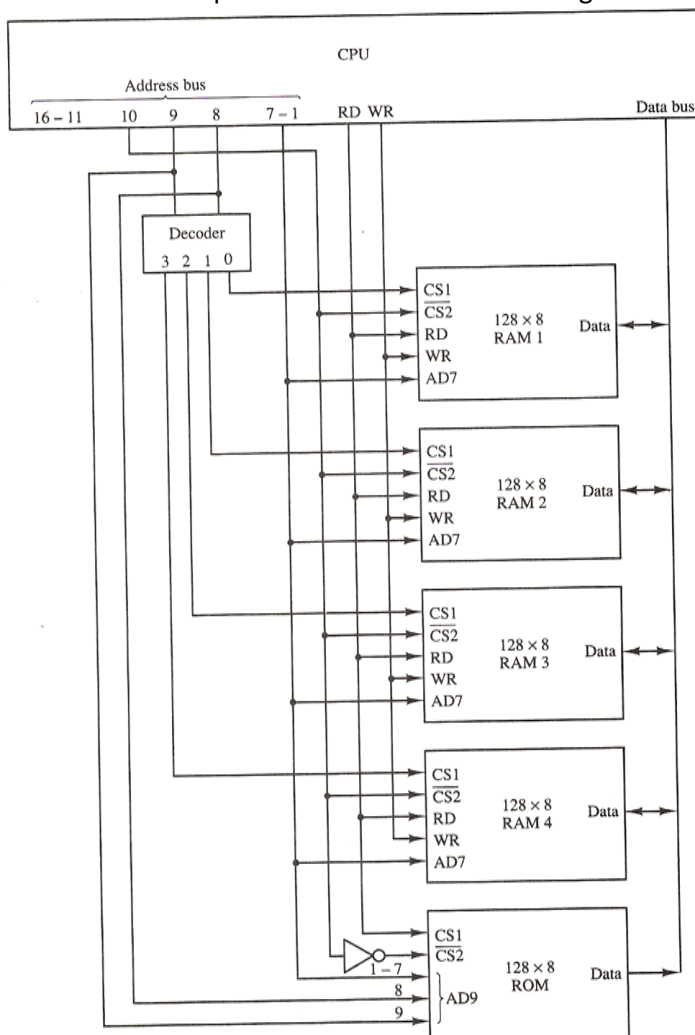 CPU
Address bus
16 – 11 10 9 8 7 – 1 RD WR Data bus
Decoder
3 2 1 0
CS1
CS2
RD
WR
AD7
128 × 8
RAM 1
Data
CS1
CS2
RD
WR
AD7
128 × 8
RAM 2
Data
CS1
CS2
RD
WR
AD7
128 × 8
RAM 3
Data
CS1
CS2
RD
WR
AD7
128 × 8
RAM 4
Data
CS1
CS2
1 – 7
8
9
AD9
128 × 8
ROM
Data